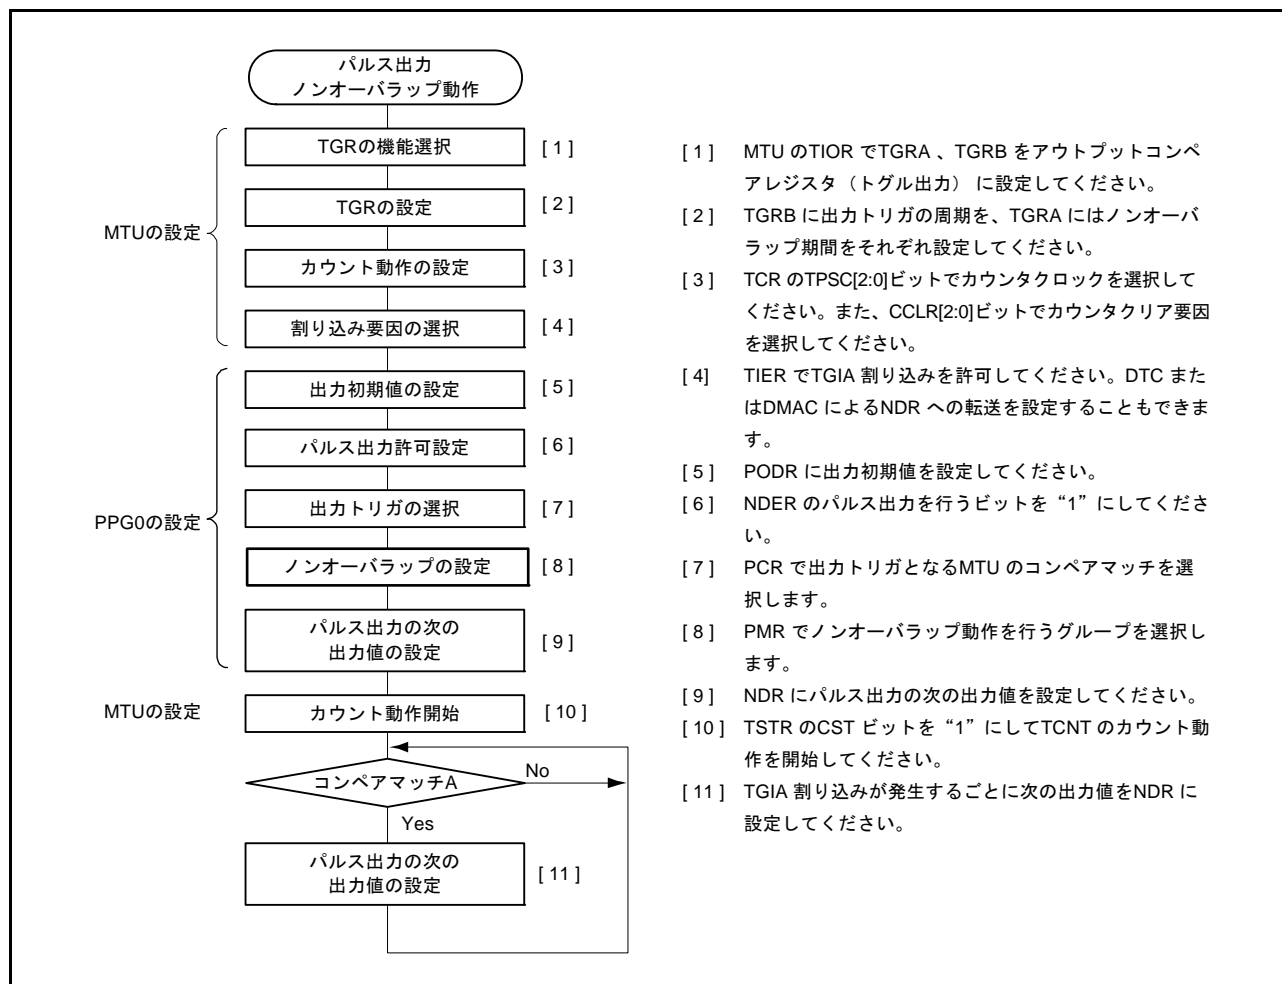 パルス出力
ノンオーバラップ動作
MTUの設定
TGRの機能選択 [ 1 ]
TGRの設定 [ 2 ]
カウント動作の設定 [ 3 ]
割り込み要因の選択 [ 4 ]
PPG0の設定
出力初期値の設定 [ 5 ]
パルス出力許可設定 [ 6 ]
出力トリガの選択 [ 7 ]
ノンオーバラップの設定 [ 8 ]
パルス出力の次の
出力値の設定 [ 9 ]
MTUの設定
カウント動作開始 [ 10 ]
コンペアマッチA
No
Yes
パルス出力の次の
出力値の設定 [ 11 ]
[ 1 ] MTU のTIOR でTGRA 、TGRB をアウトプットコンペ
アレジスタ（トグル出力） に設定してください。
[ 2 ] TGRB に出力トリガの周期を、TGRA にはノンオーバ
ラップ期間をそれぞれ設定してください。
[ 3 ] TCR のTPSC[2:0]ビットでカウンタクロックを選択して
ください。また、CCLR[2:0]ビットでカウンタクリア要因
を選択してください。
[ 4] TIER でTGIA 割り込みを許可してください。DTC また
はDMAC によるNDR への転送を設定することもできま
す。
[ 5 ] PODR に出力初期値を設定してください。
[ 6 ] NDER のパルス出力を行うビットを“1”にしてくださ
い。
[ 7 ] PCR で出力トリガとなるMTU のコンペアマッチを選
択します。
[ 8 ] PMR でノンオーバラップ動作を行うグループを選択し
ます。
[ 9 ] NDR にパルス出力の次の出力値を設定してください。
[ 10 ] TSTR のCST ビットを“1”にしてTCNT のカウント動
作を開始してください。
[ 11 ] TGIA 割り込みが発生するごとに次の出力値をNDR に
設定してください。